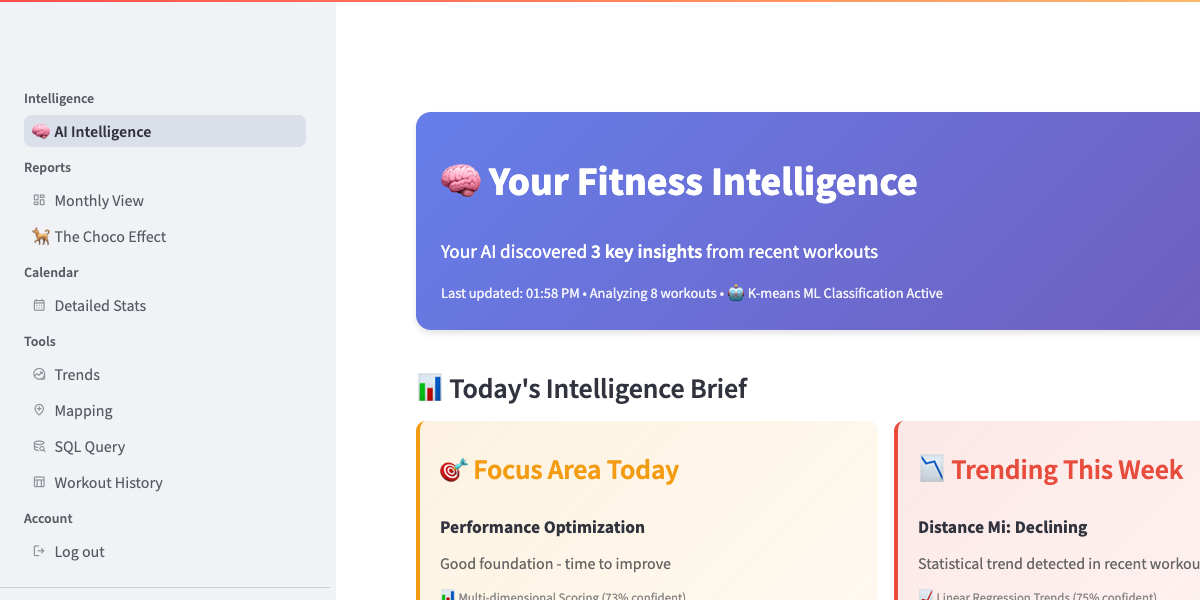 Intelligence
AI Intelligence
Reports
Monthly View
The Choco Effect
Calendar
Detailed Stats
Tools
Trends
Mapping
SQL Query
Workout History
Account
Log out
Your Fitness Intelligence
Your AI discovered 3 key insights from recent workouts
Last updated: 01:58 PM • Analyzing 8 workouts • K-means ML Classification Active
Today's Intelligence Brief
Focus Area Today
Performance Optimization
Good foundation - time to improve
Multi-dimensional Scoring (73% confident)
Trending This Week
Distance Mi: Declining
Statistical trend detected in recent workou
Linear Regression Trends (75% confident)